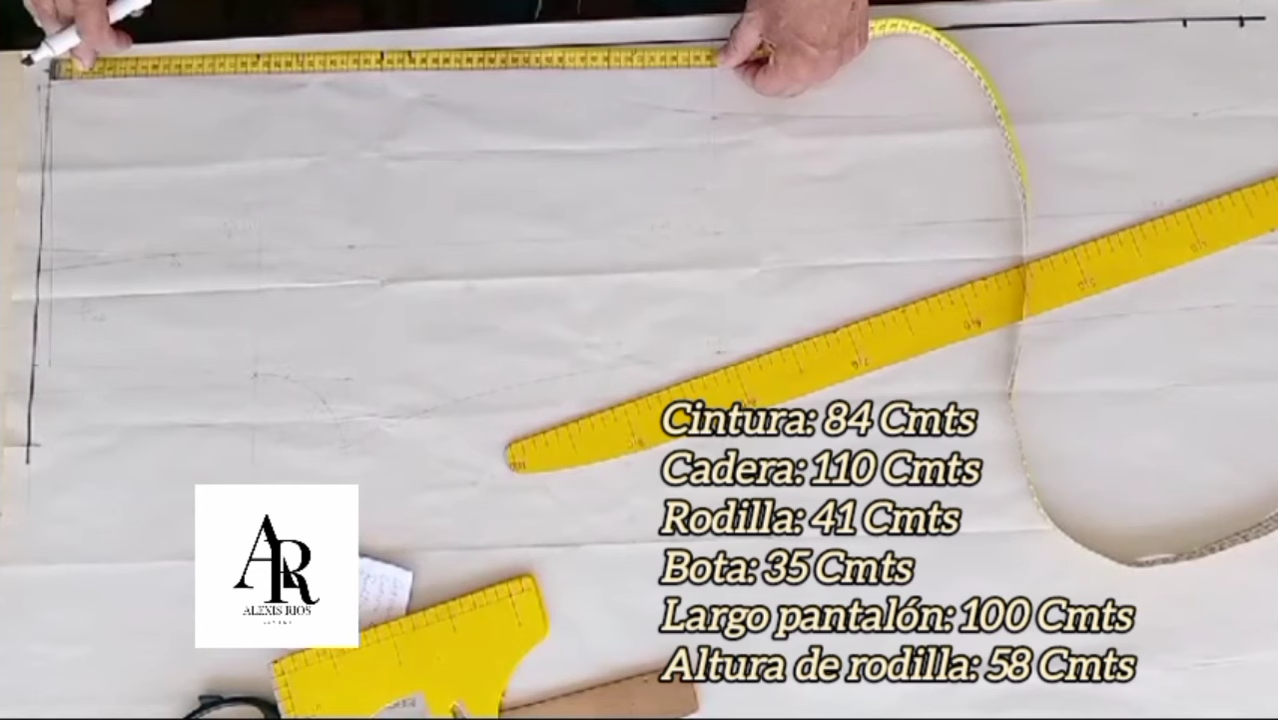 Cintura: 84 Cmts
Cadera: 110 Cmts
Rodilla: 41 Cmts
Bota: 35 Cmts
Largo pantalón: 100 Cmts
Altura de rodilla: 58 Cmts
AR
ALEXIS RIOS